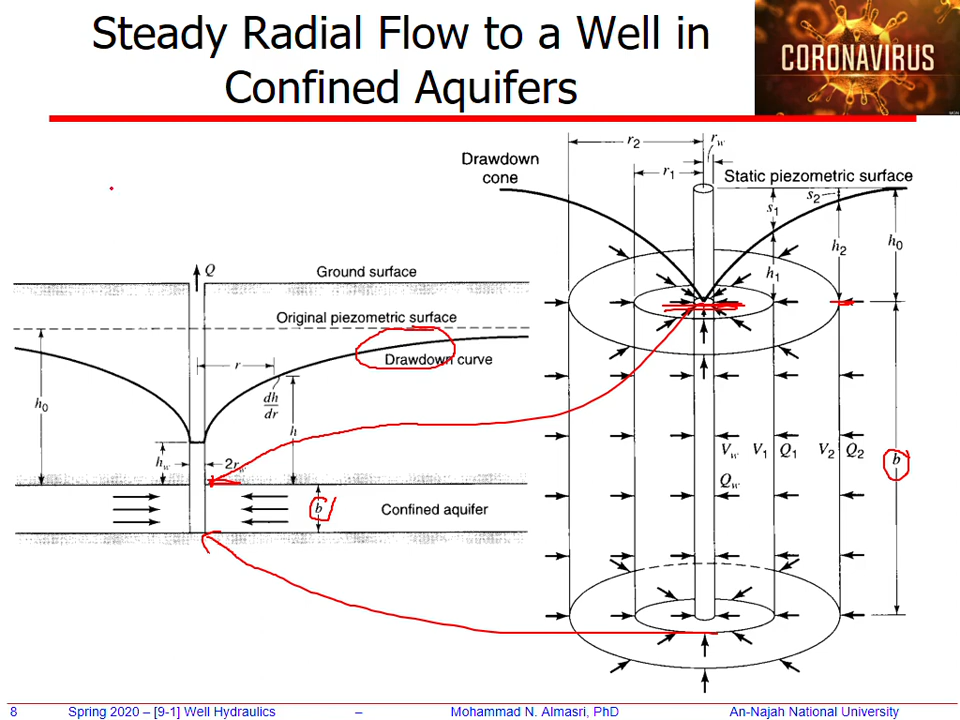 Steady Radial Flow to a Well in
Confined Aquifers
CORONAVIRUS
Drawdown
cone
r2
rw
r1
Static piezometric surface
s1
s2
h1
h2
h0
Q
Ground surface
Original piezometric surface
Drawdown curve
r
dh
dr
h0
h
hw
2rw
b
Confined aquifer
Vw
V1
Q1
V2
Q2
b
Qw
8
Spring 2020 – [9-1] Well Hydraulics
–
Mohammad N. Almasri, PhD
An-Najah National University